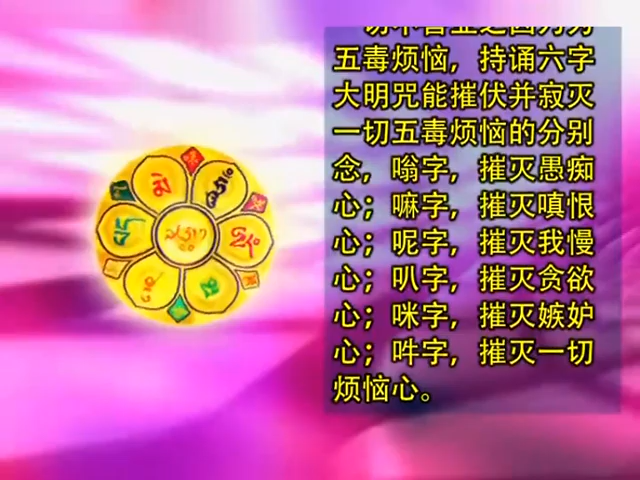 五毒烦恼，持诵六字
大明咒能摧伏并寂灭
一切五毒烦恼的分别
念，嗡字，摧灭愚痴
心；嘛字，摧灭嗔恨
心；呢字，摧灭我慢
心；叭字，摧灭贪欲
心；咪字，摧灭嫉妒
心；吽字，摧灭一切
烦恼心。